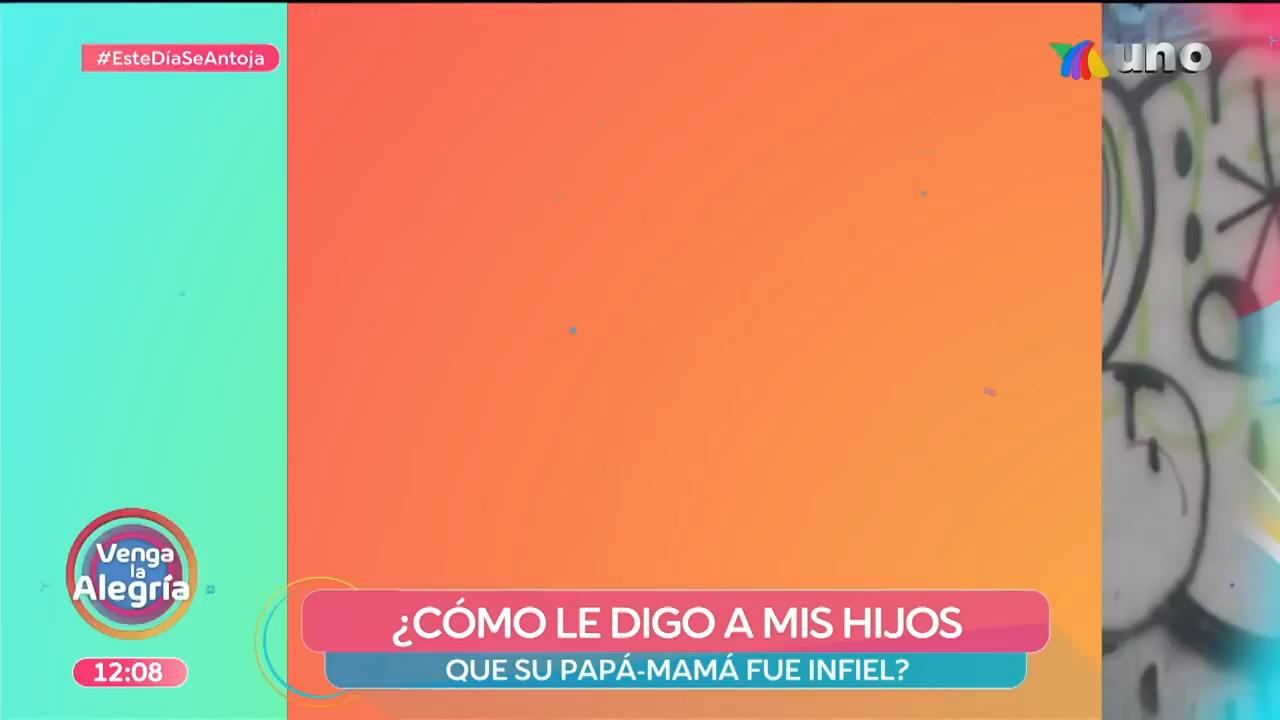 #EsteDíaSeAntoja
uno
Venga
la
Alegría
¿CÓMO LE DIGO A MIS HIJOS
QUE SU PAPÁ-MAMÁ FUE INFIEL?
12:08